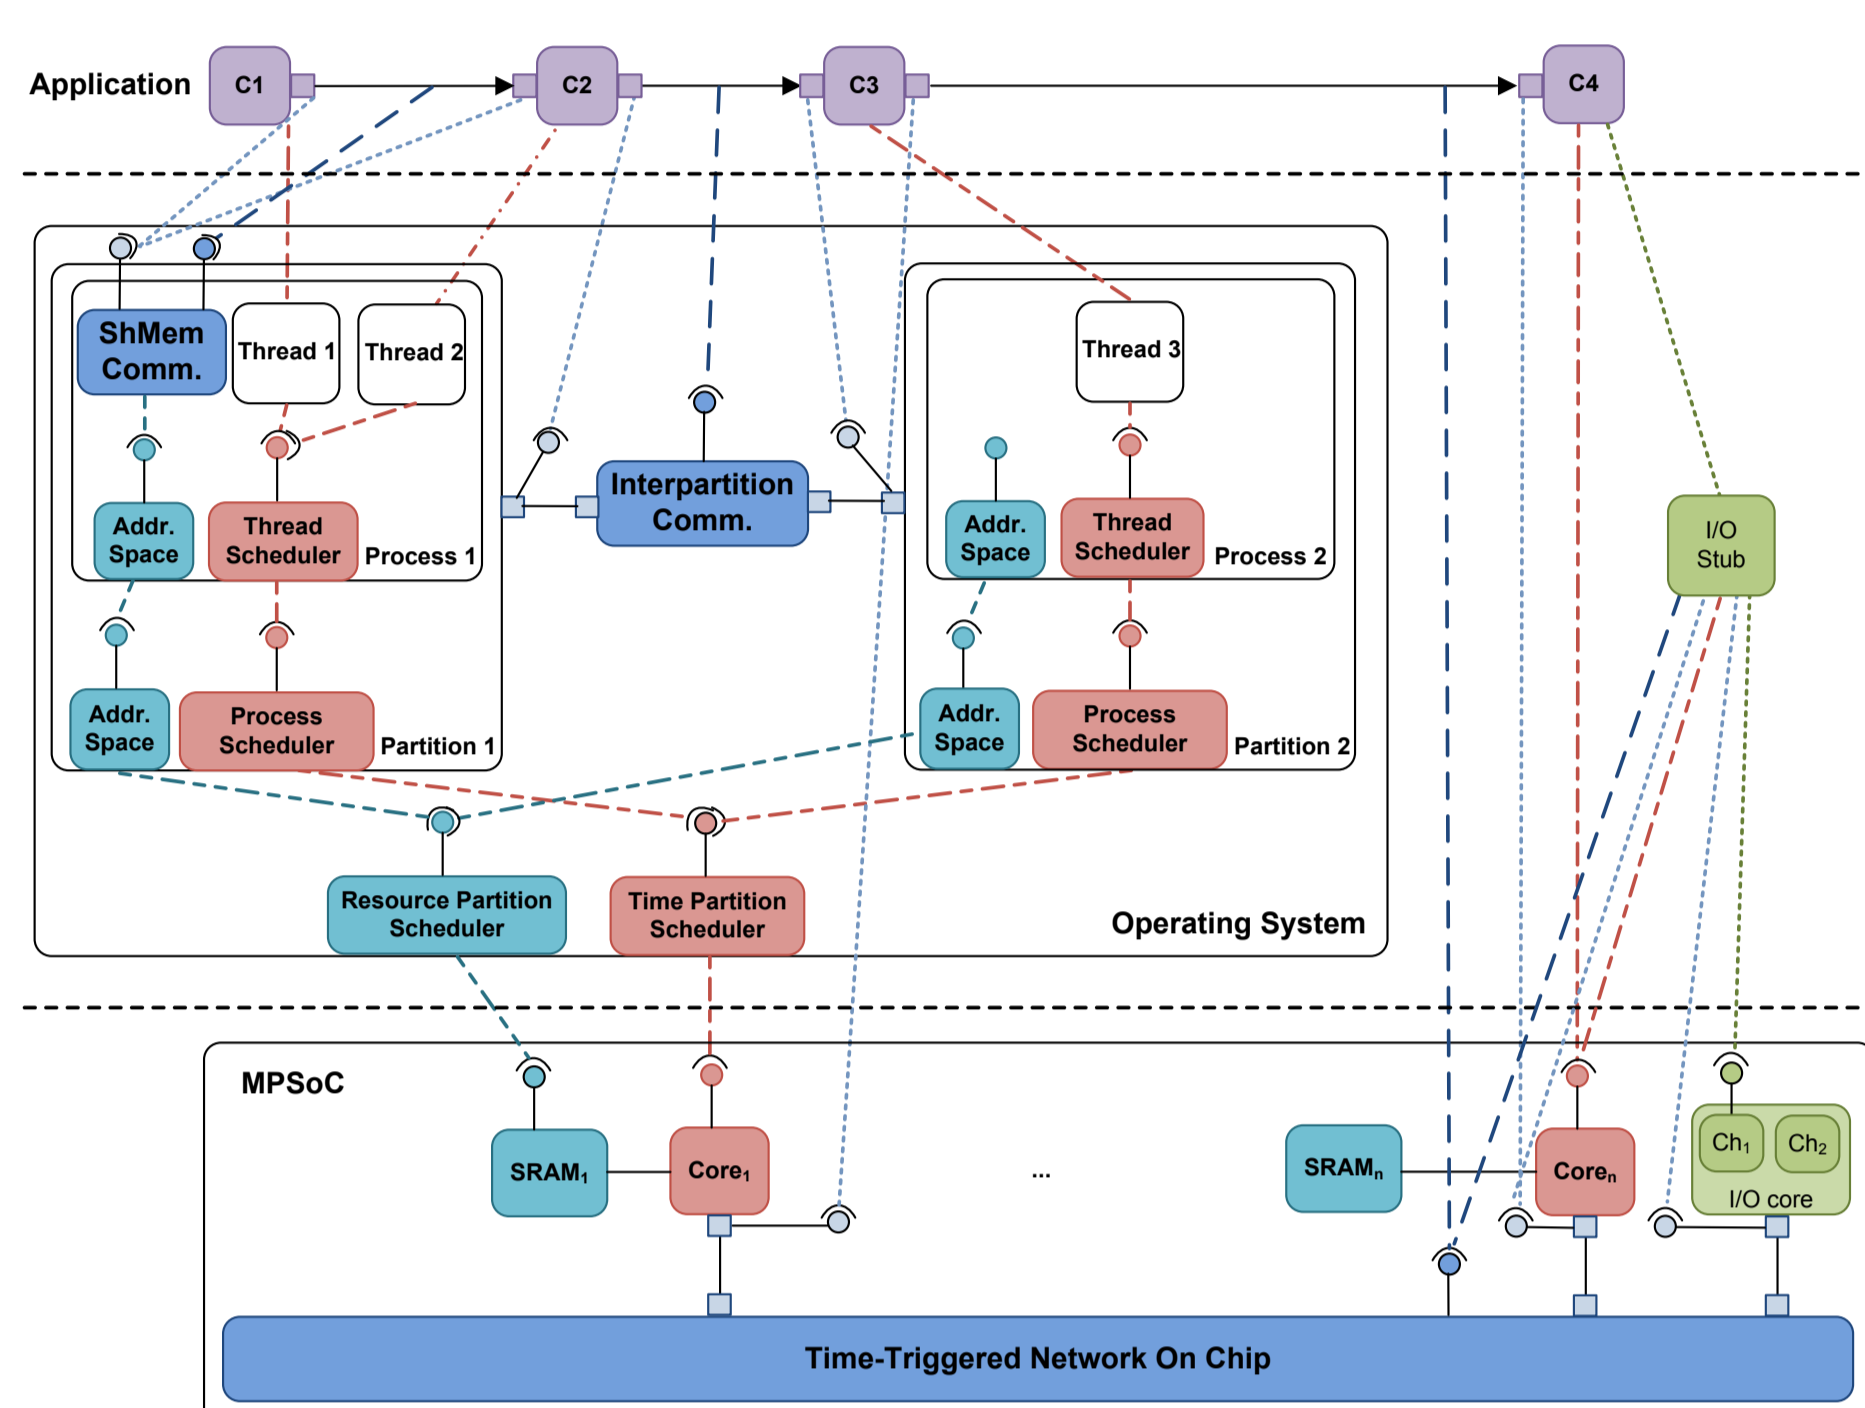 Application
C1
C2
C3
C4
ShMem
Comm.
Thread 1
Thread 2
Thread 3
Interpartition
Comm.
Addr.
Space
Thread
Scheduler
Process 1
Addr.
Space
Thread
Scheduler
Process 2
I/O
Stub
Addr.
Space
Process
Scheduler
Partition 1
Addr.
Space
Process
Scheduler
Partition 2
Resource Partition
Scheduler
Time Partition
Scheduler
Operating System
MPSoC
SRAM₁
Core₁
...
SRAMₙ
Coreₙ
Ch₁
Ch₂
I/O core
Time-Triggered Network On Chip